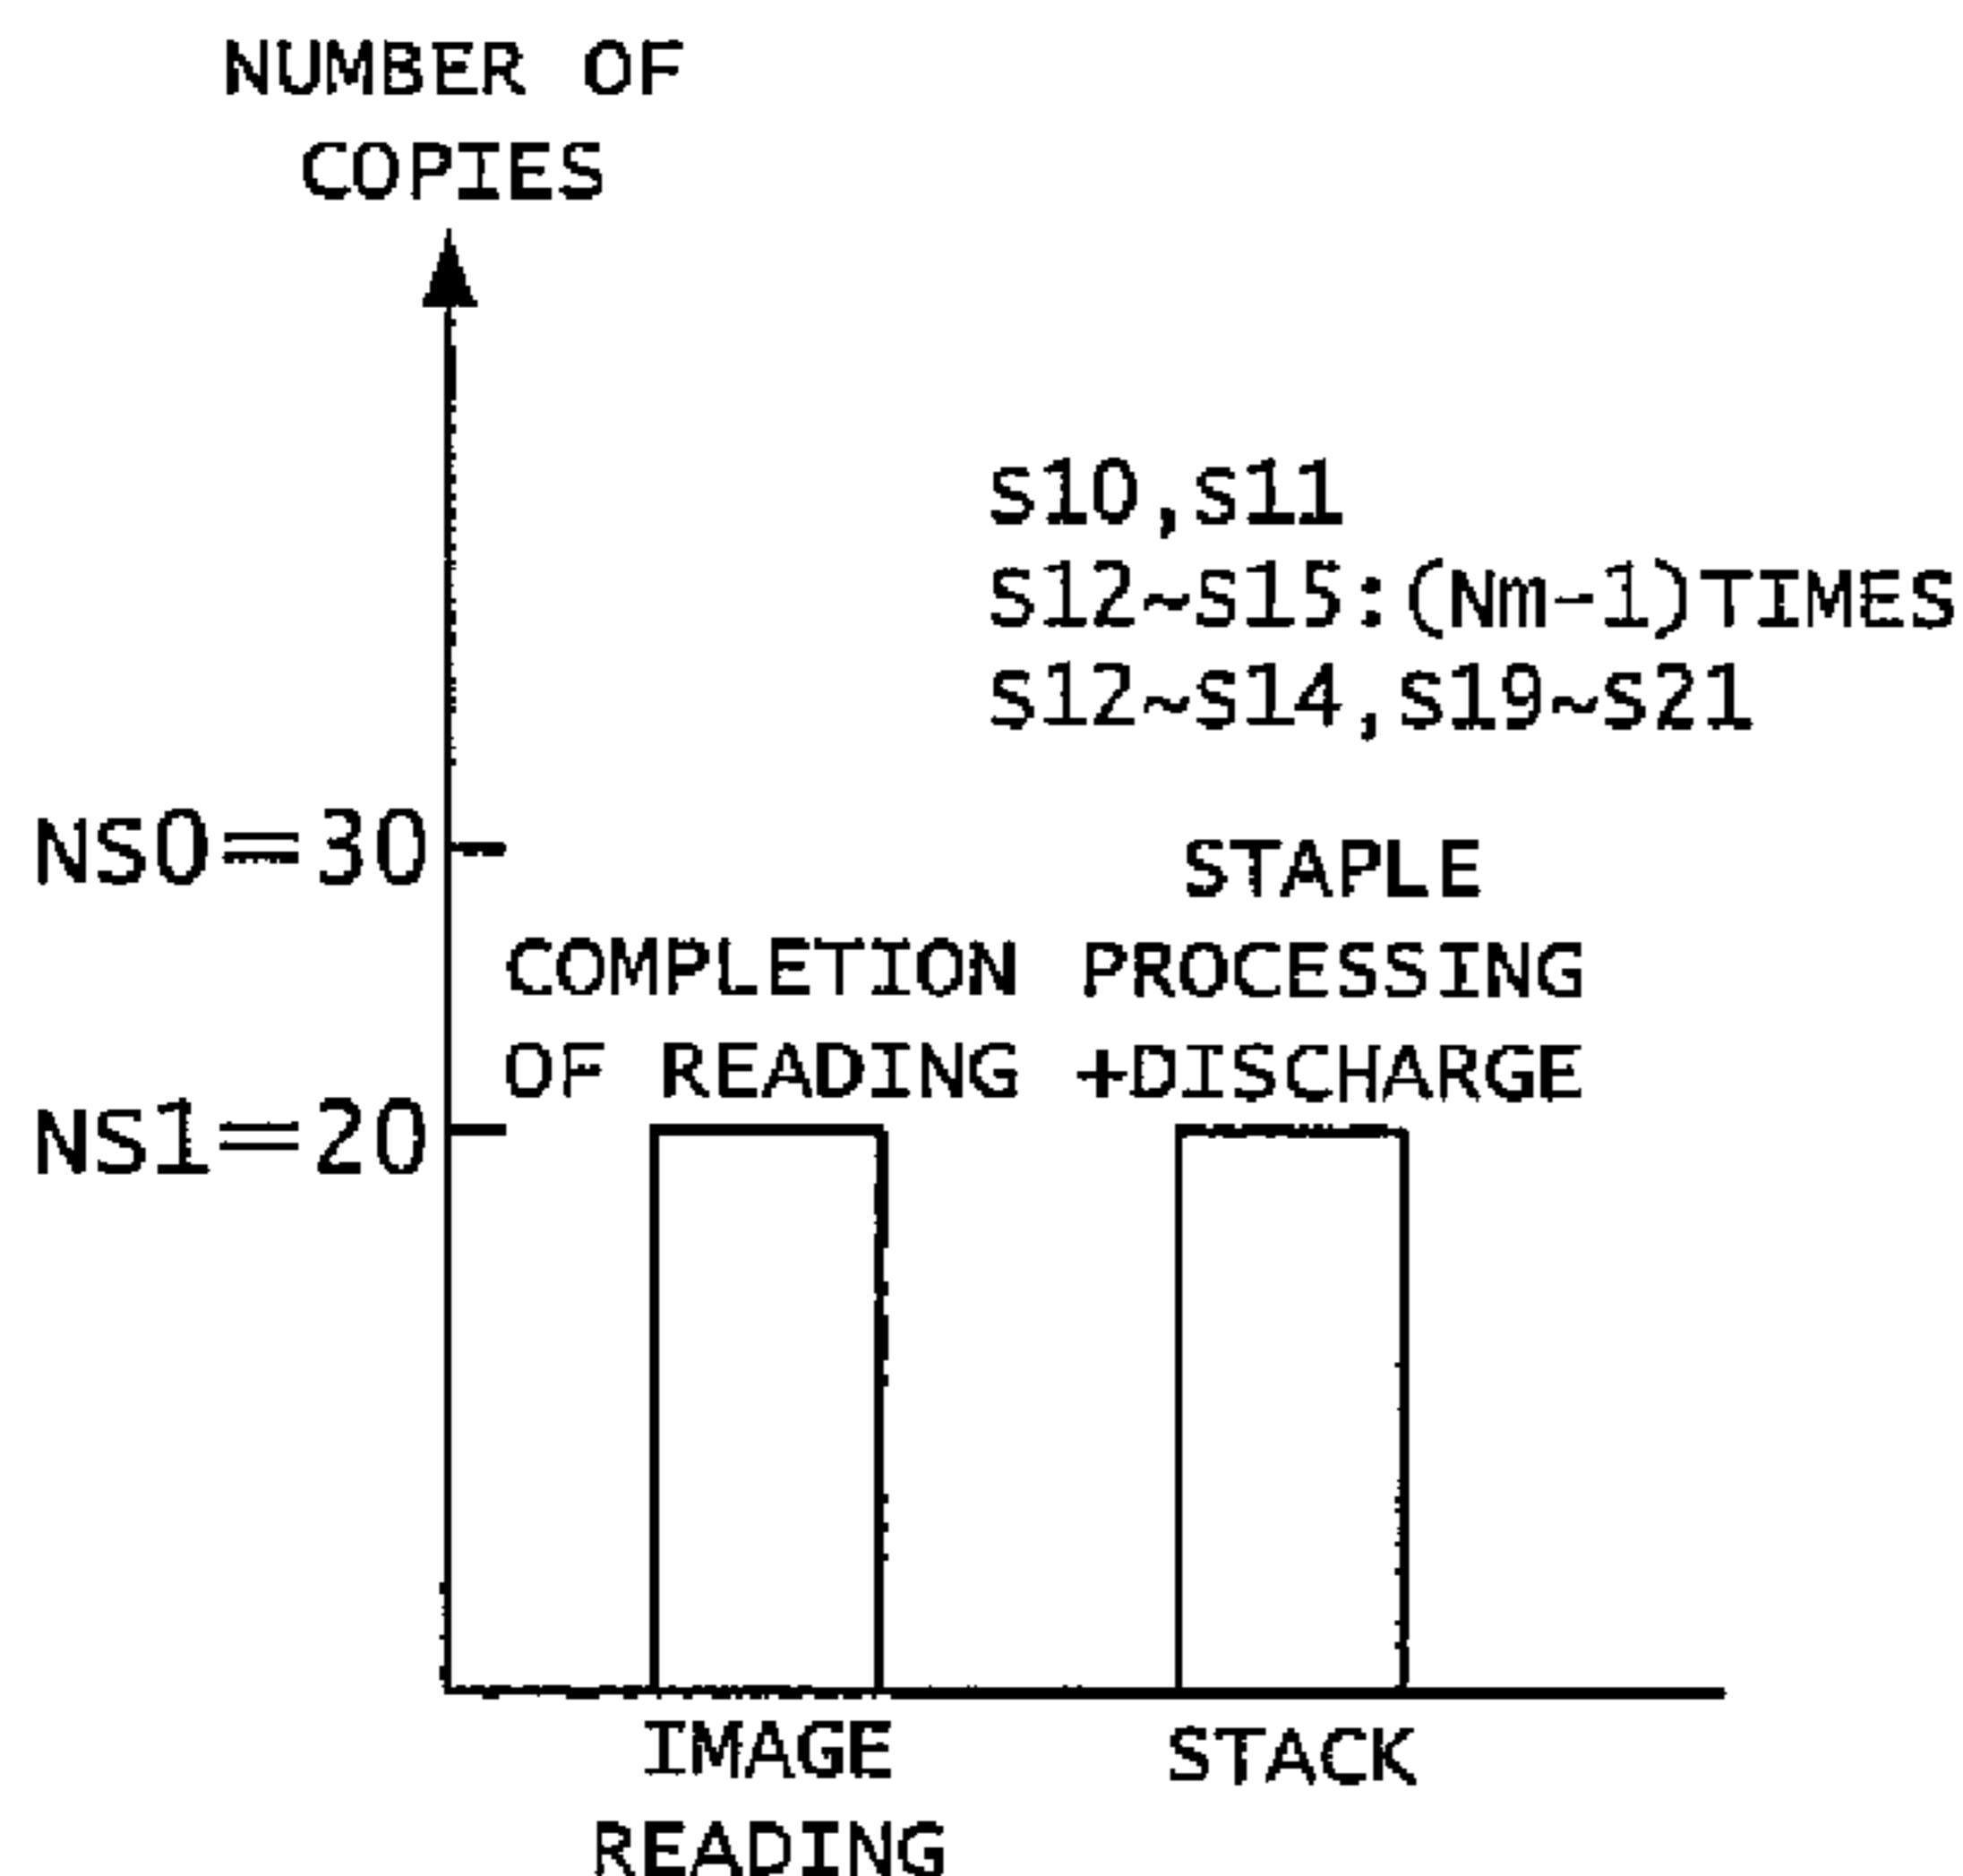 NUMBER OF
COPIES
S10,S11
S12~S15:(Nm-1)TIMES
S12~S14,S19~S21
NS0=30
STAPLE
COMPLETION PROCESSING
OF READING +DISCHARGE
NS1=20
IMAGE STACK
READING